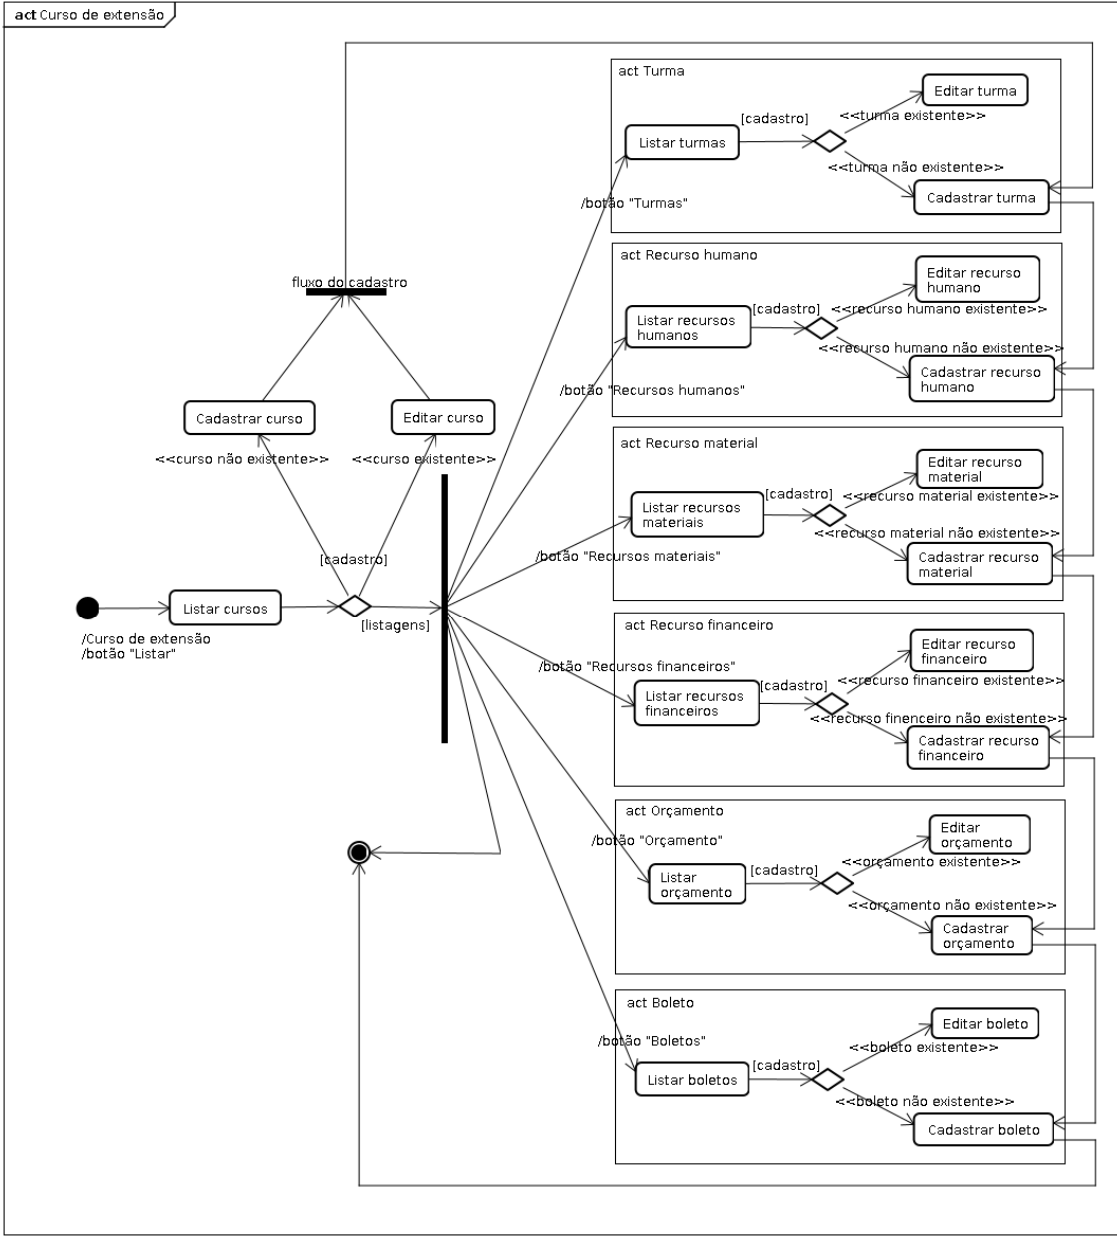 act Curso de extensão
act Turma
Editar turma
[cadastro]
<<turma existente>>
Listar turmas
<<turma não existente>>
Cadastrar turma
/botão "Turmas"
act Recurso humano
Editar recurso
humano
[cadastro]
<<recurso humano existente>>
Listar recursos
humanos
<<recurso humano não existente>>
Cadastrar recurso
humano
/botão "Recursos humanos"
fluxo do cadastro
Cadastrar curso
Editar curso
<<curso não existente>>
<<curso existente>>
act Recurso material
Editar recurso
material
[cadastro]
<<recurso material existente>>
Listar recursos
materiais
<<recurso material não existente>>
Cadastrar recurso
material
/botão "Recursos materiais"
[cadastro]
Listar cursos
[listagens]
/Curso de extensão
/botão "Listar"
act Recurso financeiro
Editar recurso
financeiro
/botão "Recursos financeiros"
[cadastro]
<<recurso financeiro existente>>
Listar recursos
financeiros
<<recurso finenceiro não existente>>
Cadastrar recurso
financeiro
act Orçamento
Editar
orçamento
/botão "Orçamento"
[cadastro]
<<orçamento existente>>
Listar
orçamento
<<orçamento não existente>>
Cadastrar
orçamento
act Boleto
Editar boleto
/botão "Boletos"
<<boleto existente>>
[cadastro]
Listar boletos
<<boleto não existente>>
Cadastrar boleto